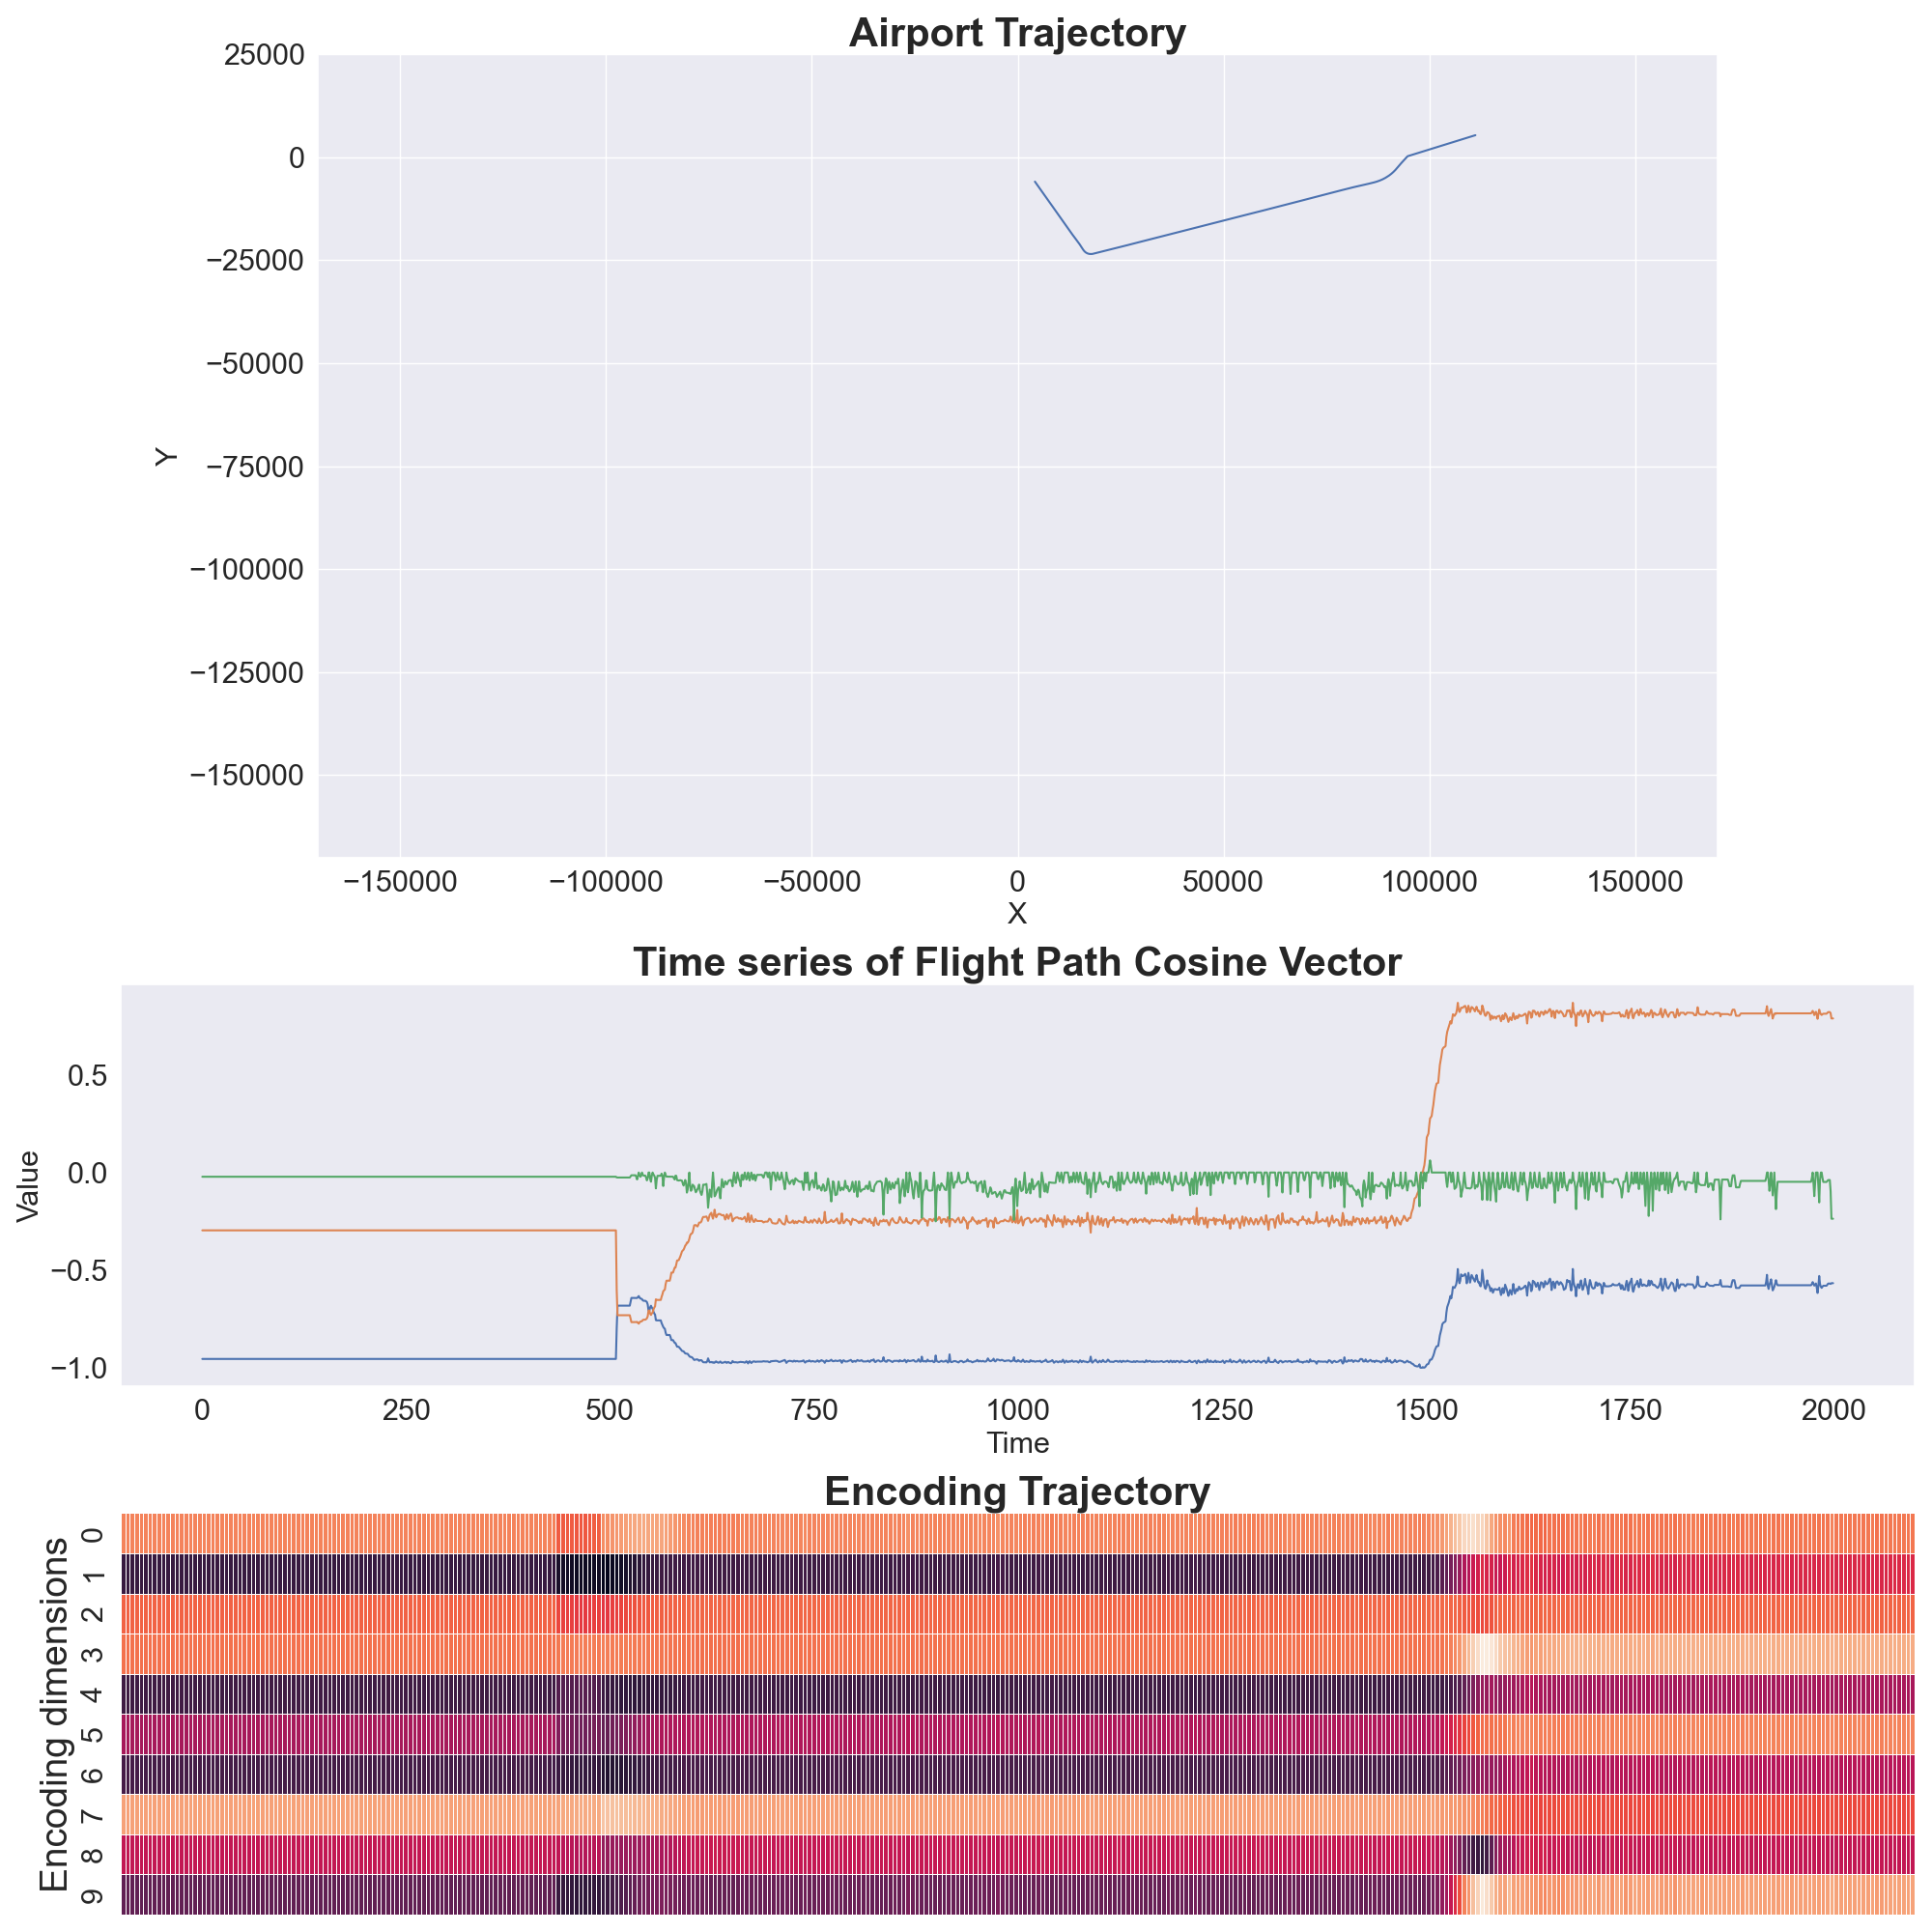 Airport Trajectory
25000
0
−25000
−50000
−75000
−100000
−125000
−150000
Y
−150000 −100000 −50000 0 50000 100000 150000
X
Time series of Flight Path Cosine Vector
0.5
0.0
−0.5
−1.0
Value
0 250 500 750 1000 1250 1500 1750 2000
Time
Encoding Trajectory
Encoding dimensions
0
1
2
3
4
5
6
7
8
9